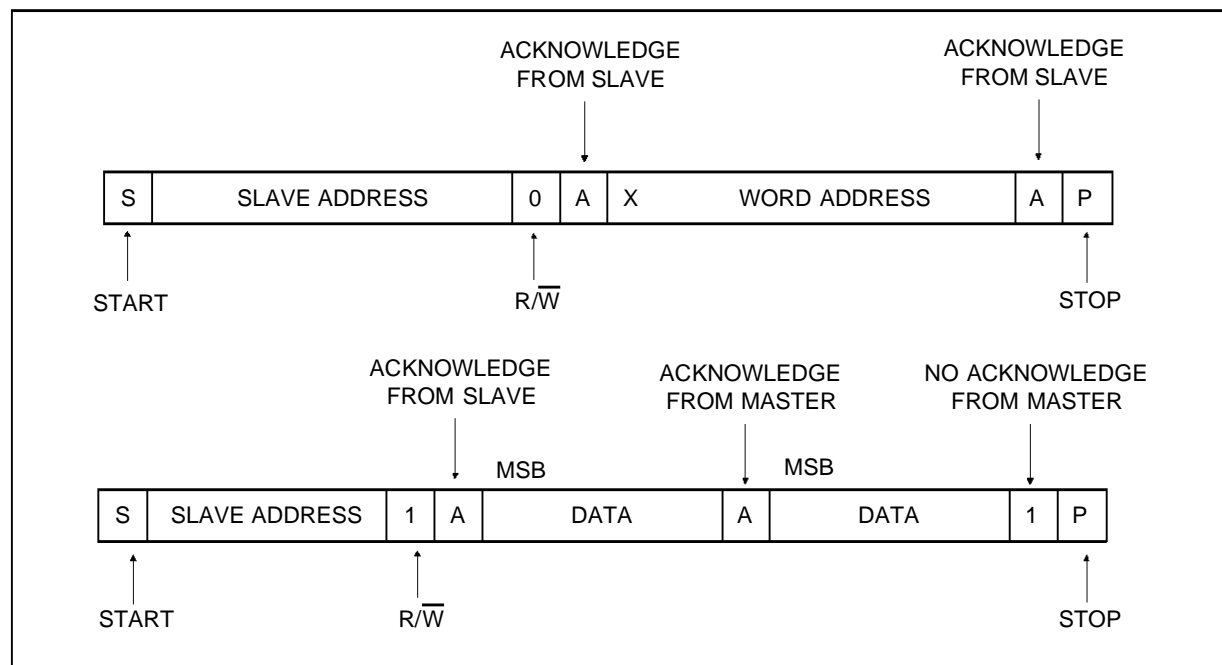 ACKNOWLEDGE
FROM SLAVE
ACKNOWLEDGE
FROM SLAVE
S SLAVE ADDRESS 0 A X WORD ADDRESS A P
START R/W̅ STOP
ACKNOWLEDGE
FROM SLAVE
ACKNOWLEDGE
FROM MASTER
NO ACKNOWLEDGE
FROM MASTER
MSB MSB
S SLAVE ADDRESS 1 A DATA A DATA 1 P
START R/W̅ STOP